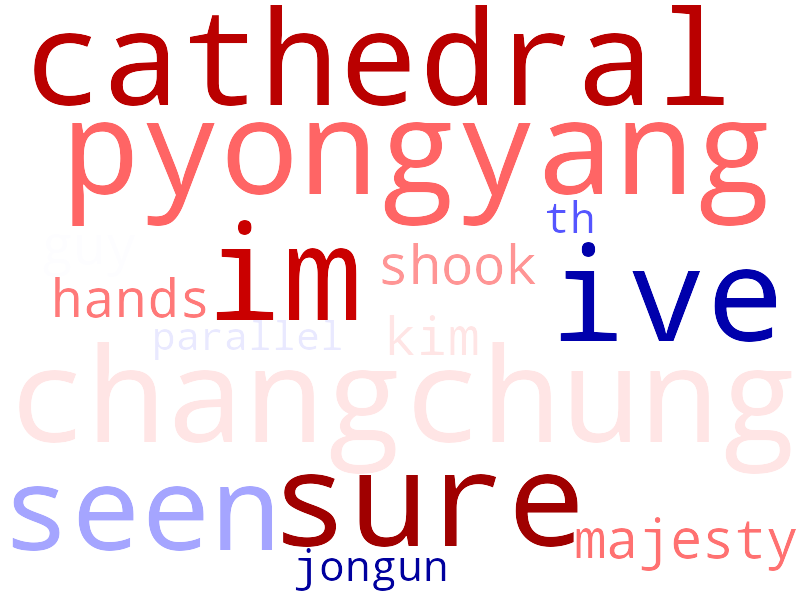 cathedral
pyongyang
th
guy
im
shook
ive
hands
parallel
kim
changchung
seen
sure
majesty
jongun